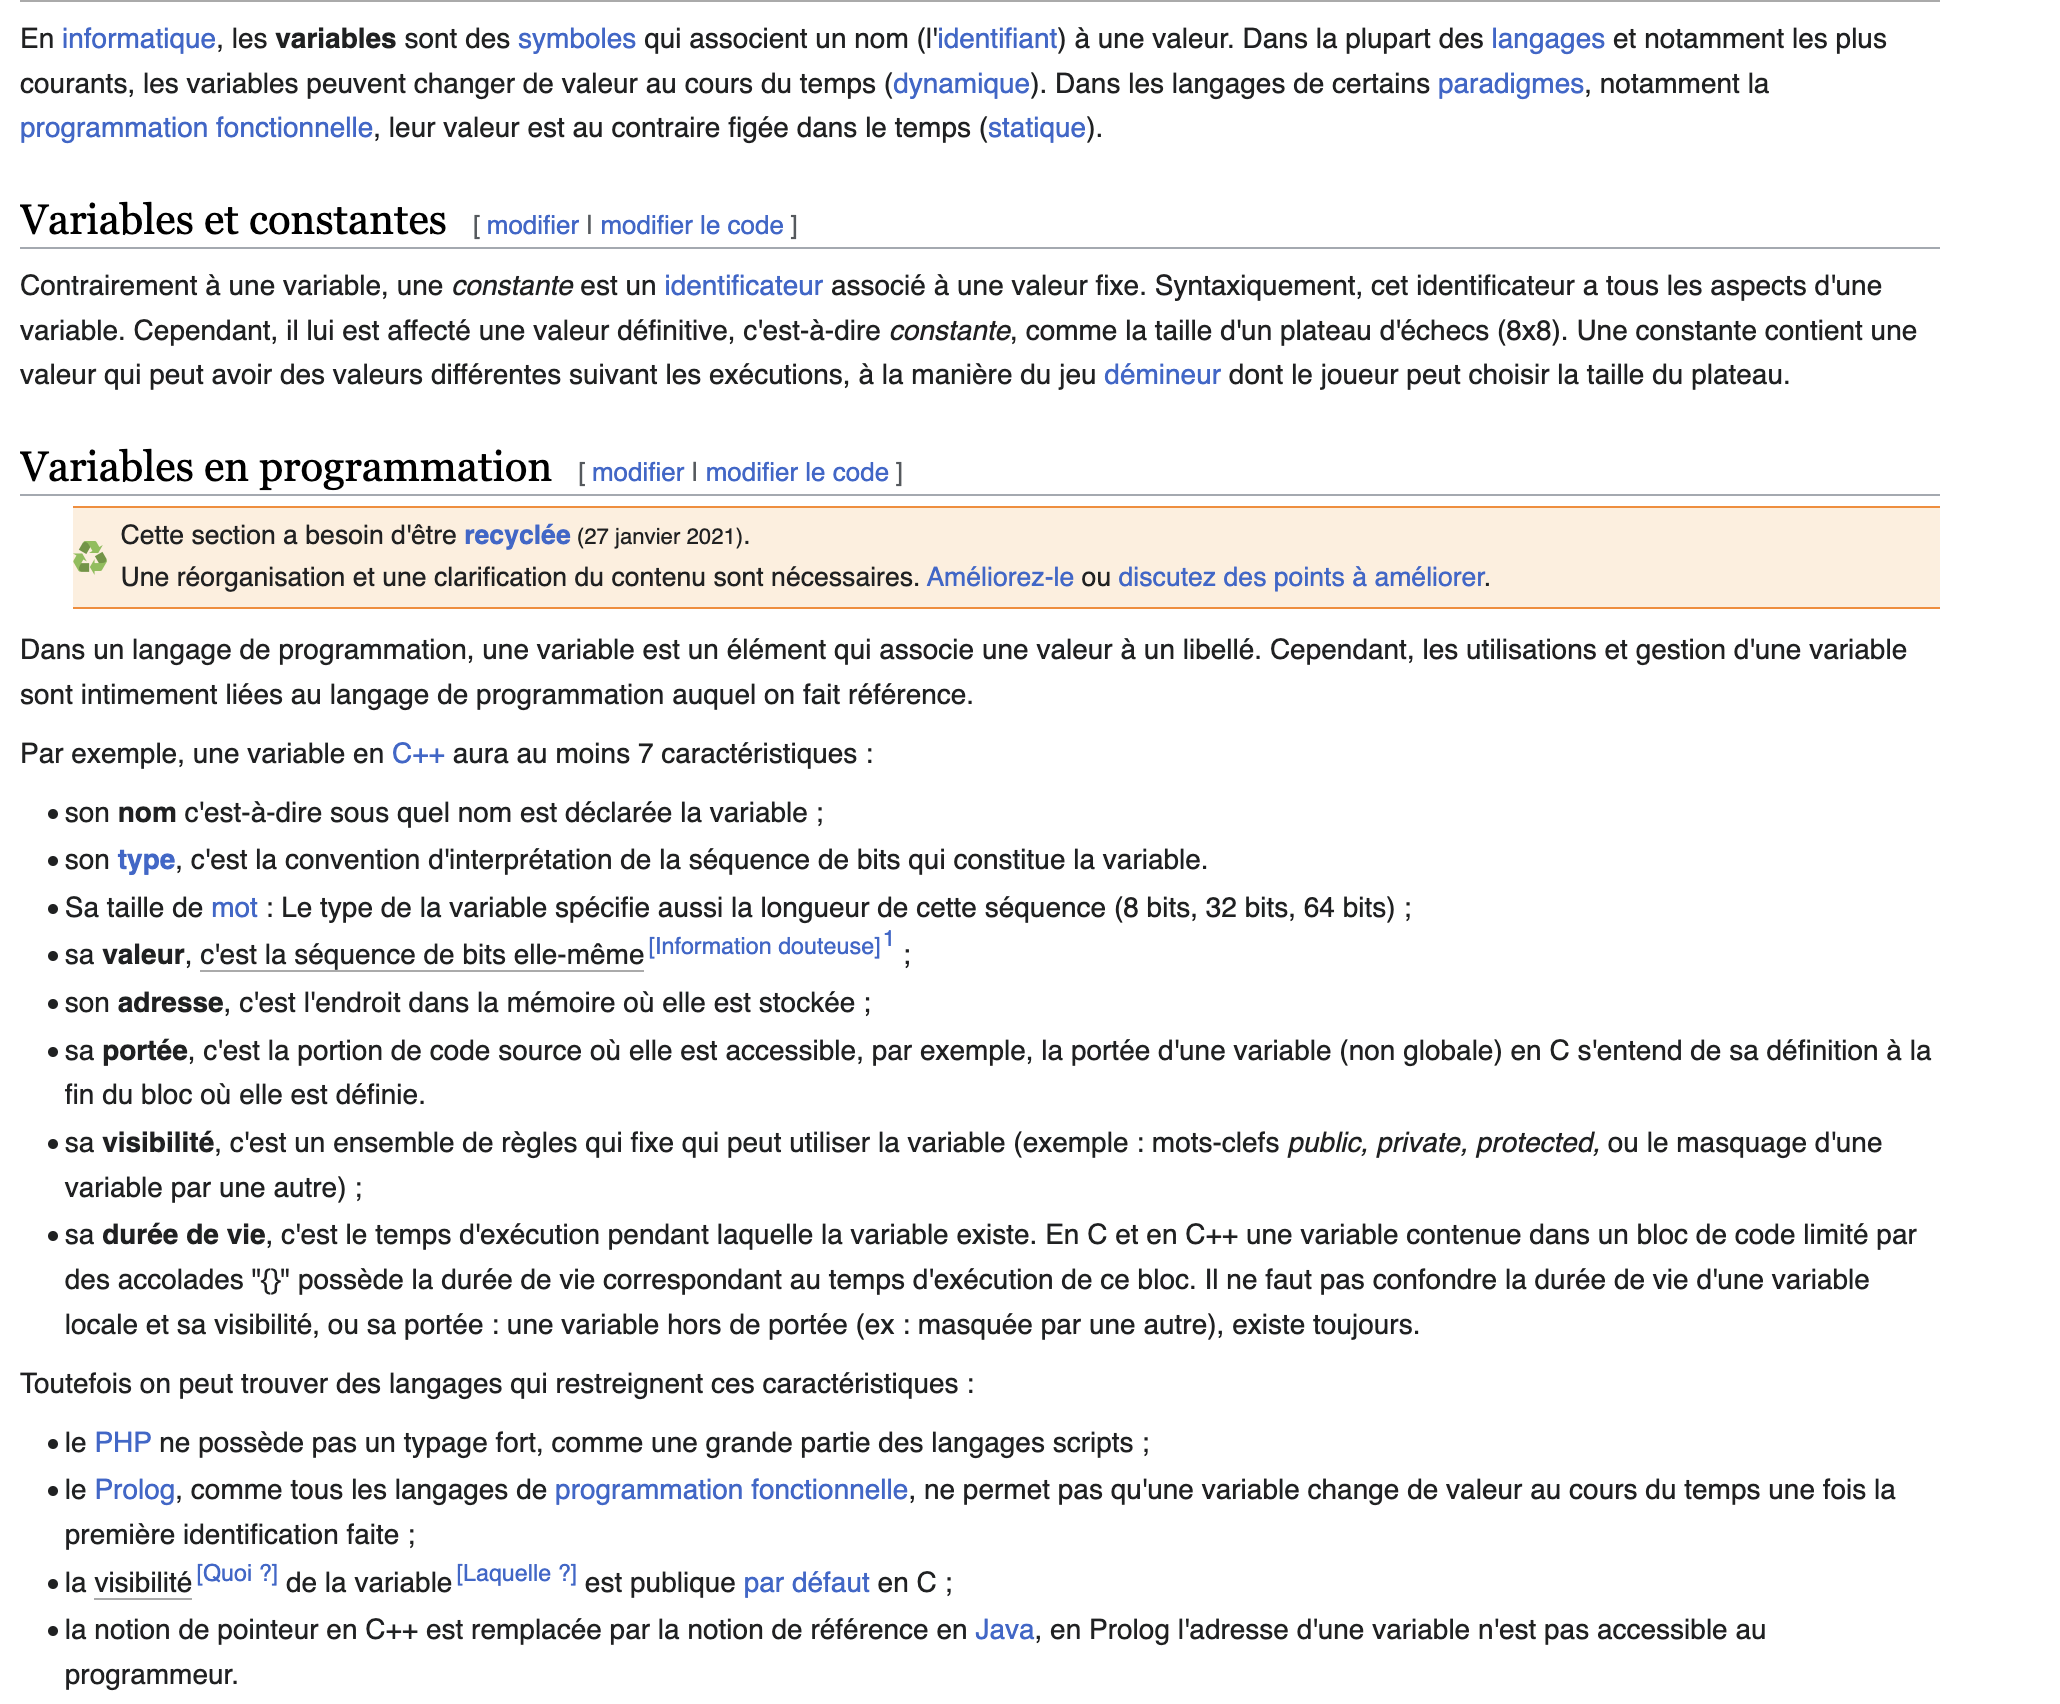 En informatique, les variables sont des symboles qui associent un nom (l'identifiant) à une valeur. Dans la plupart des langages et notamment les plus
courants, les variables peuvent changer de valeur au cours du temps (dynamique). Dans les langages de certains paradigmes, notamment la
programmation fonctionnelle, leur valeur est au contraire figée dans le temps (statique).
Variables et constantes [ modifier | modifier le code ]
Contrairement à une variable, une constante est un identificateur associé à une valeur fixe. Syntaxiquement, cet identificateur a tous les aspects d'une
variable. Cependant, il lui est affecté une valeur définitive, c'est-à-dire constante, comme la taille d'un plateau d'échecs (8x8). Une constante contient une
valeur qui peut avoir des valeurs différentes suivant les exécutions, à la manière du jeu démineur dont le joueur peut choisir la taille du plateau.
Variables en programmation [ modifier | modifier le code ]
Cette section a besoin d'être recyclée (27 janvier 2021).
Une réorganisation et une clarification du contenu sont nécessaires. Améliorez-le ou discutez des points à améliorer.
Dans un langage de programmation, une variable est un élément qui associe une valeur à un libellé. Cependant, les utilisations et gestion d'une variable
sont intimement liées au langage de programmation auquel on fait référence.
Par exemple, une variable en C++ aura au moins 7 caractéristiques :
• son nom c'est-à-dire sous quel nom est déclarée la variable ;
• son type, c'est la convention d'interprétation de la séquence de bits qui constitue la variable.
• Sa taille de mot : Le type de la variable spécifie aussi la longueur de cette séquence (8 bits, 32 bits, 64 bits) ;
• sa valeur, c'est la séquence de bits elle-même [Information douteuse] 1 ;
• son adresse, c'est l'endroit dans la mémoire où elle est stockée ;
• sa portée, c'est la portion de code source où elle est accessible, par exemple, la portée d'une variable (non globale) en C s'entend de sa définition à la
fin du bloc où elle est définie.
• sa visibilité, c'est un ensemble de règles qui fixe qui peut utiliser la variable (exemple : mots-clefs public, private, protected, ou le masquage d'une
variable par une autre) ;
• sa durée de vie, c'est le temps d'exécution pendant laquelle la variable existe. En C et en C++ une variable contenue dans un bloc de code limité par
des accolades "{}" possède la durée de vie correspondant au temps d'exécution de ce bloc. Il ne faut pas confondre la durée de vie d'une variable
locale et sa visibilité, ou sa portée : une variable hors de portée (ex : masquée par une autre), existe toujours.
Toutefois on peut trouver des langages qui restreignent ces caractéristiques :
• le PHP ne possède pas un typage fort, comme une grande partie des langages scripts ;
• le Prolog, comme tous les langages de programmation fonctionnelle, ne permet pas qu'une variable change de valeur au cours du temps une fois la
première identification faite ;
• la visibilité [Quoi ?] de la variable [Laquelle ?] est publique par défaut en C ;
• la notion de pointeur en C++ est remplacée par la notion de référence en Java, en Prolog l'adresse d'une variable n'est pas accessible au
programmeur.